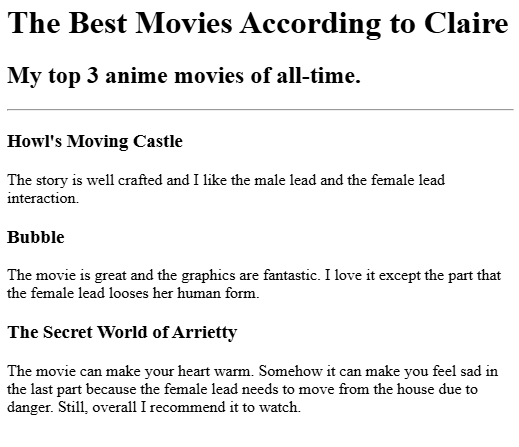 The Best Movies According to Claire
My top 3 anime movies of all-time.
Howl's Moving Castle
The story is well crafted and I like the male lead and the female lead
interaction.
Bubble
The movie is great and the graphics are fantastic. I love it except the part that
the female lead looses her human form.
The Secret World of Arrietty
The movie can make your heart warm. Somehow it can make you feel sad in
the last part because the female lead needs to move from the house due to
danger. Still, overall I recommend it to watch.